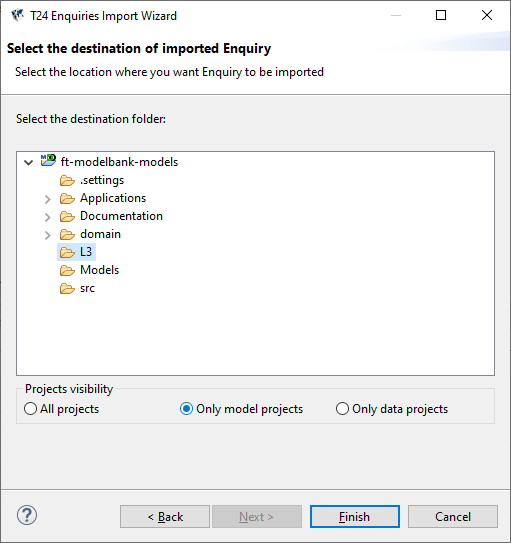 T24 Enquiries Import Wizard
Select the destination of imported Enquiry
Select the location where you want Enquiry to be imported
Select the destination folder:
ft-modelbank-models
.settings
Applications
Documentation
domain
L3
Models
src
Projects visibility
All projects Only model projects Only data projects
? < Back Next > Finish Cancel